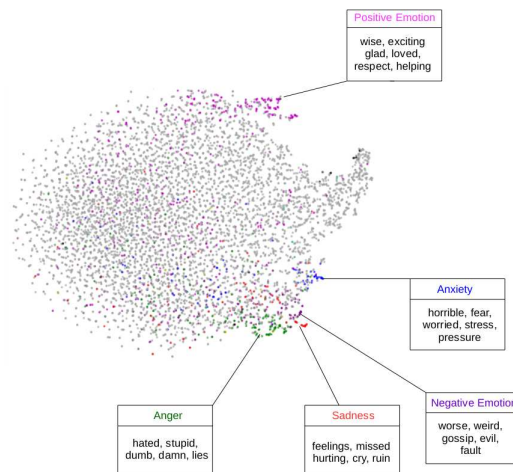 Positive Emotion
wise, exciting
glad, loved,
respect, helping
Anxiety
horrible, fear,
worried, stress,
pressure
Anger
hated, stupid,
dumb, damn, lies
Sadness
feelings, missed
hurting, cry, ruin
Negative Emotion
worse, weird,
gossip, evil,
fault